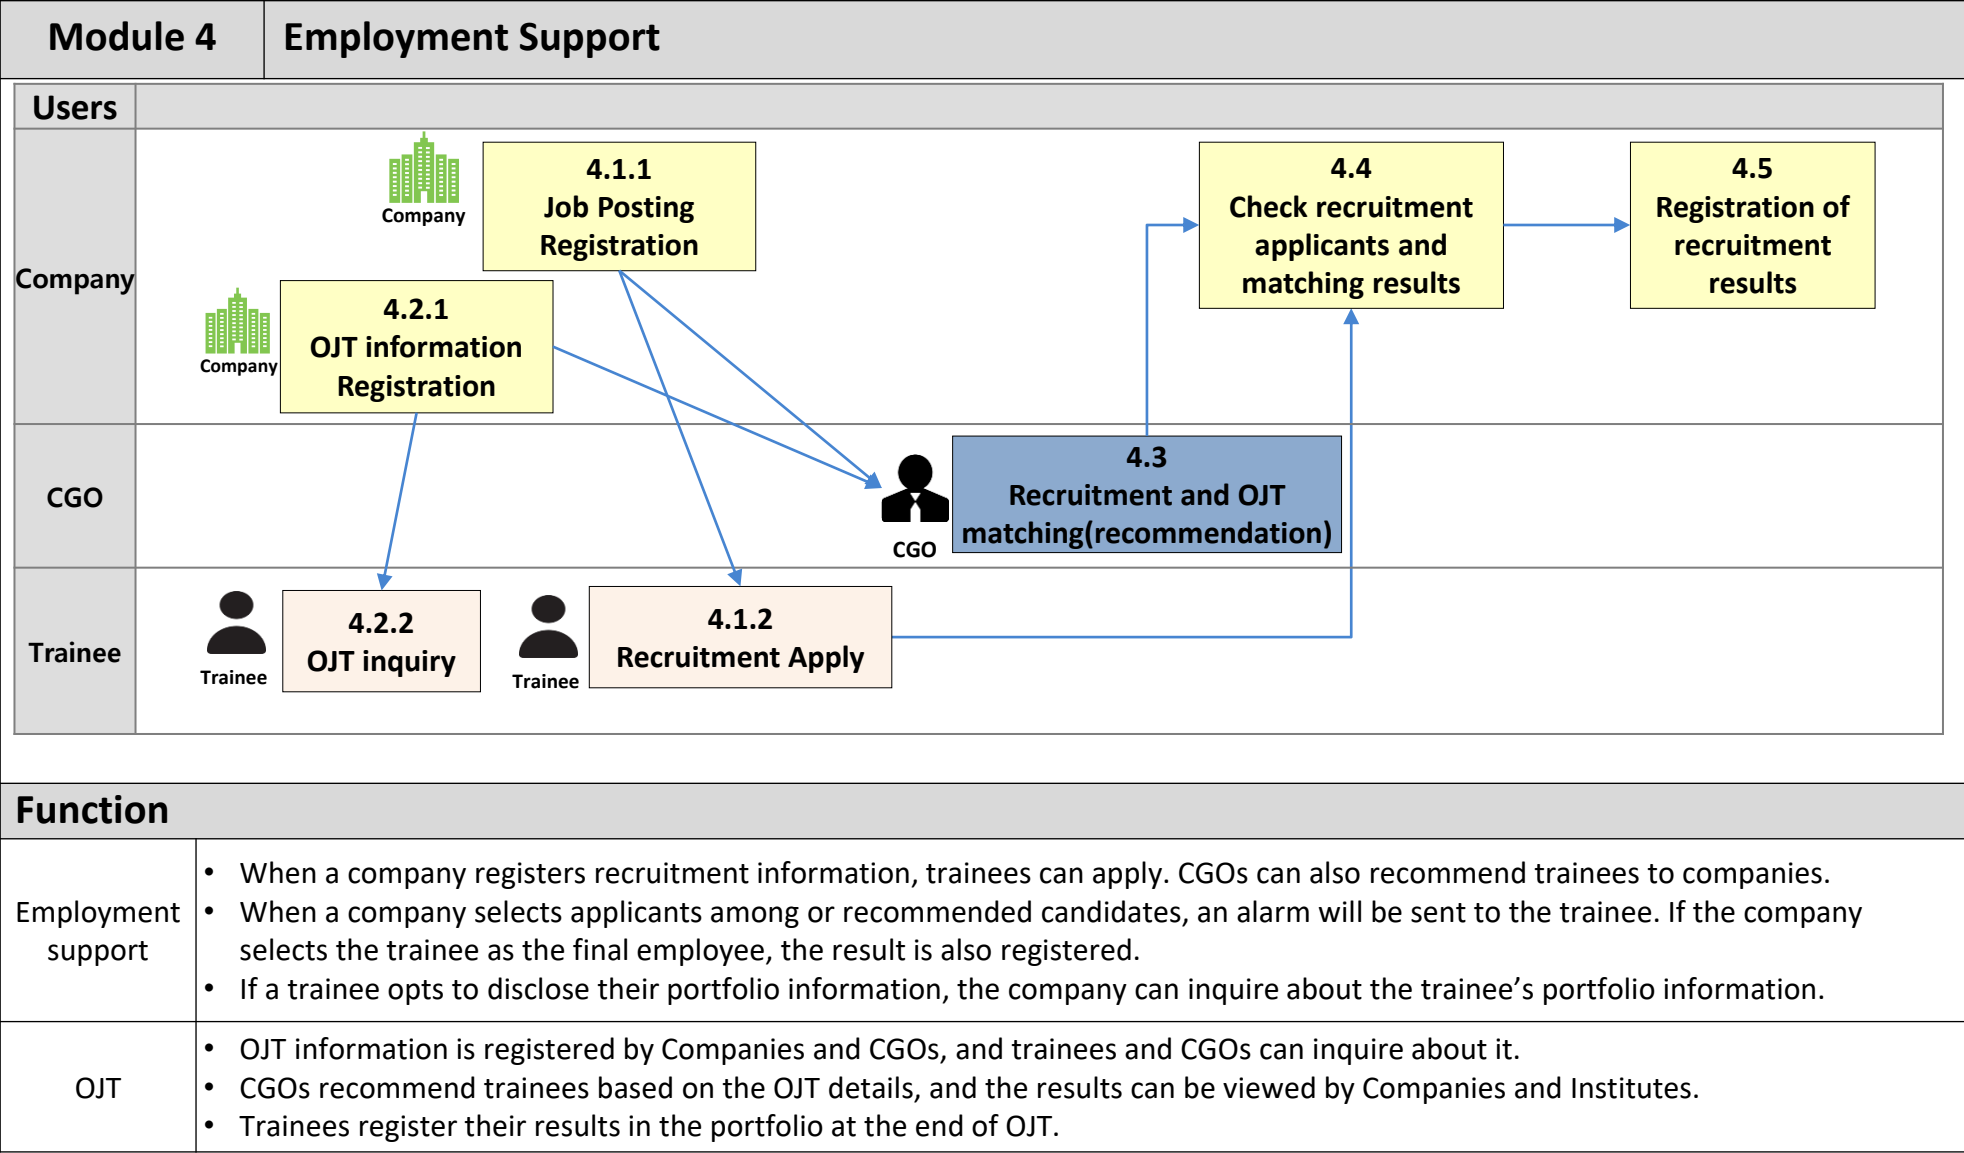 Module 4
Employment Support
Users
Company
Company
4.1.1
Job Posting
Registration
Company
4.2.1
OJT information
Registration
4.4
Check recruitment
applicants and
matching results
4.5
Registration of
recruitment
results
CGO
CGO
4.3
Recruitment and OJT
matching(recommendation)
Trainee
Trainee
4.2.2
OJT inquiry
Trainee
4.1.2
Recruitment Apply
Function
Employment
support
• When a company registers recruitment information, trainees can apply. CGOs can also recommend trainees to companies.
• When a company selects applicants among or recommended candidates, an alarm will be sent to the trainee. If the company
selects the trainee as the final employee, the result is also registered.
• If a trainee opts to disclose their portfolio information, the company can inquire about the trainee’s portfolio information.
OJT
• OJT information is registered by Companies and CGOs, and trainees and CGOs can inquire about it.
• CGOs recommend trainees based on the OJT details, and the results can be viewed by Companies and Institutes.
• Trainees register their results in the portfolio at the end of OJT.